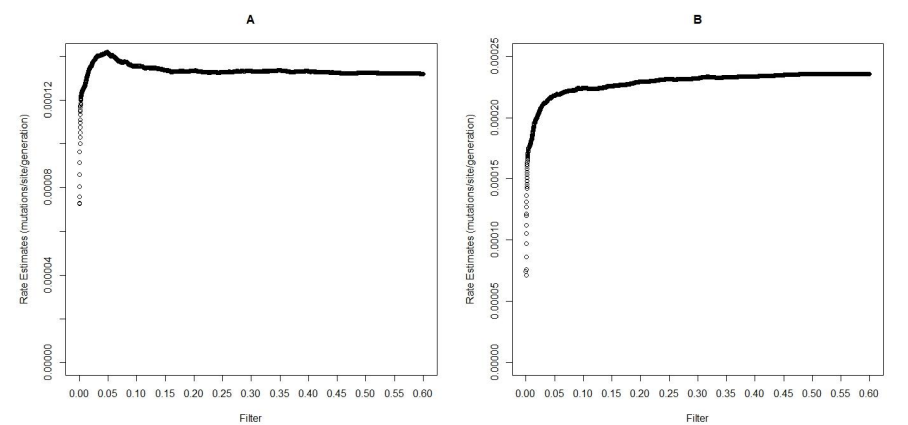 A
Rate Estimates (mutations/site/generation)
0.00012
0.00008
0.00004
0.00000
0.00 0.05 0.10 0.15 0.20 0.25 0.30 0.35 0.40 0.45 0.50 0.55 0.60
Filter
B
Rate Estimates (mutations/site/generation)
0.00025
0.00020
0.00015
0.00010
0.00005
0.00000
0.00 0.05 0.10 0.15 0.20 0.25 0.30 0.35 0.40 0.45 0.50 0.55 0.60
Filter